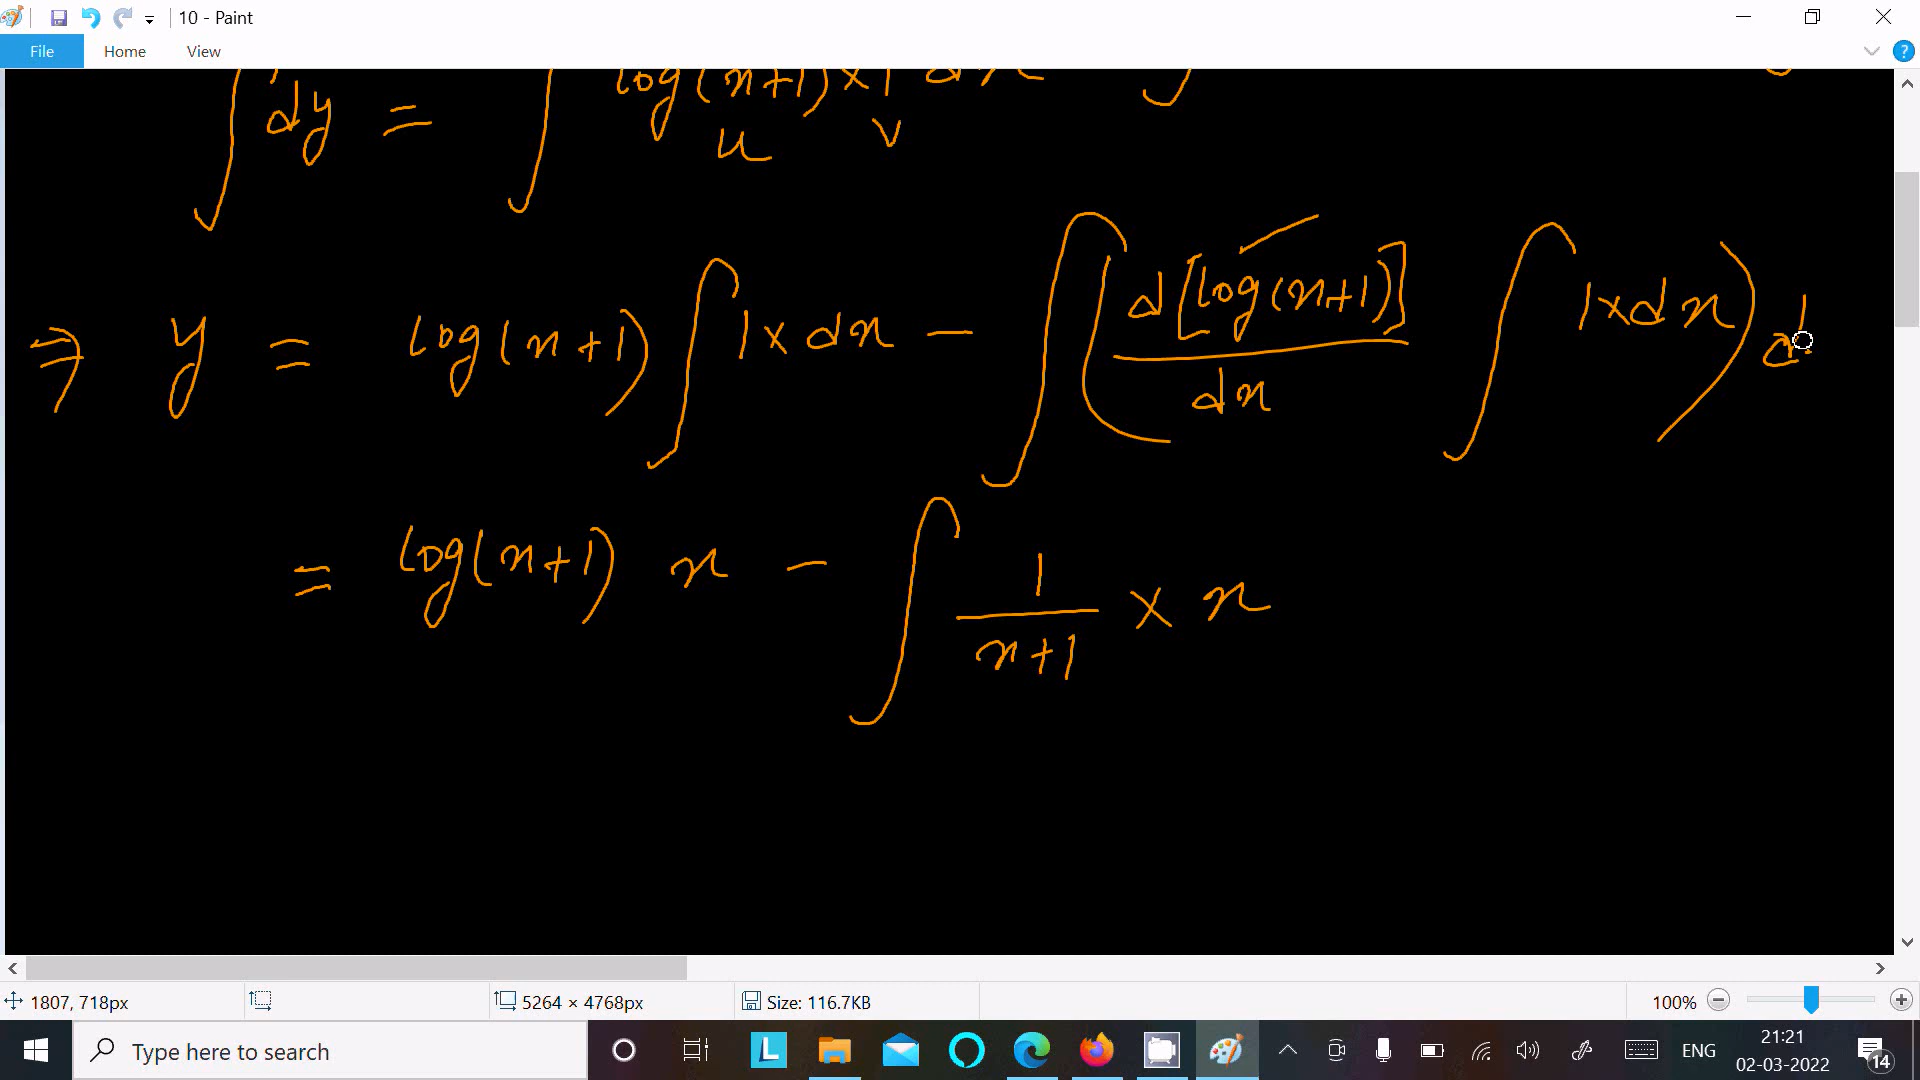 10 - Paint
File Home View
∫ dy = ∫ log(x+1) × 1 dx
u v
⇒ y = log(x+1) ∫ 1 × dx − ∫ ( d[log(x+1)] / dx ∫ 1 × dx ) d
= log(x+1) x − ∫ 1 / x+1 × x
1807, 718px 5264 × 4768px Size: 116.7KB 100%
Type here to search
L
ENG
21:21
02-03-2022
14